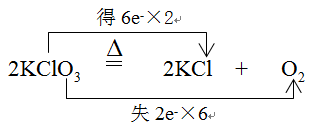 得 6e-×2
Δ
2KClO₃ = 2KCl + O₂
失 2e-×6